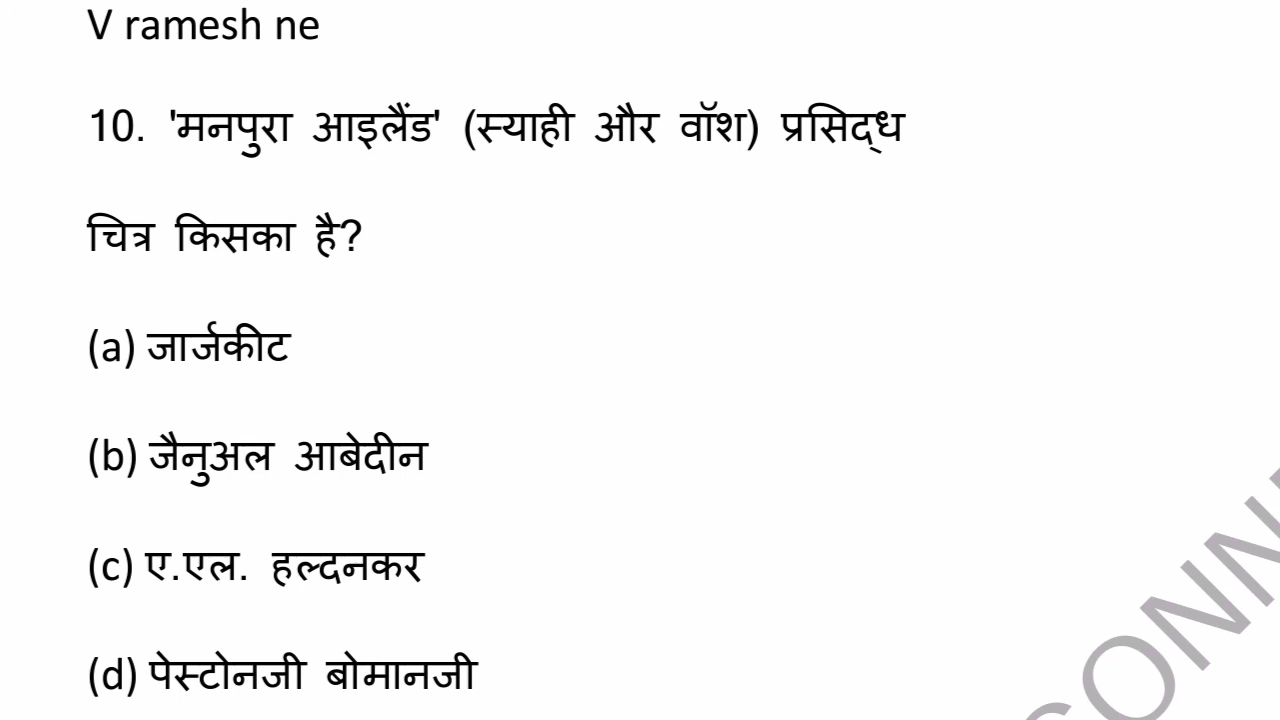 V ramesh ne
10. 'मनपुरा आइलैंड' (स्याही और वॉश) प्रसिद्ध
चित्र किसका है?
(a) जार्जकीट
(b) जैनुअल आबेदीन
(c) ए.एल. हल्दनकर
(d) पेस्टोनजी बोमानजी